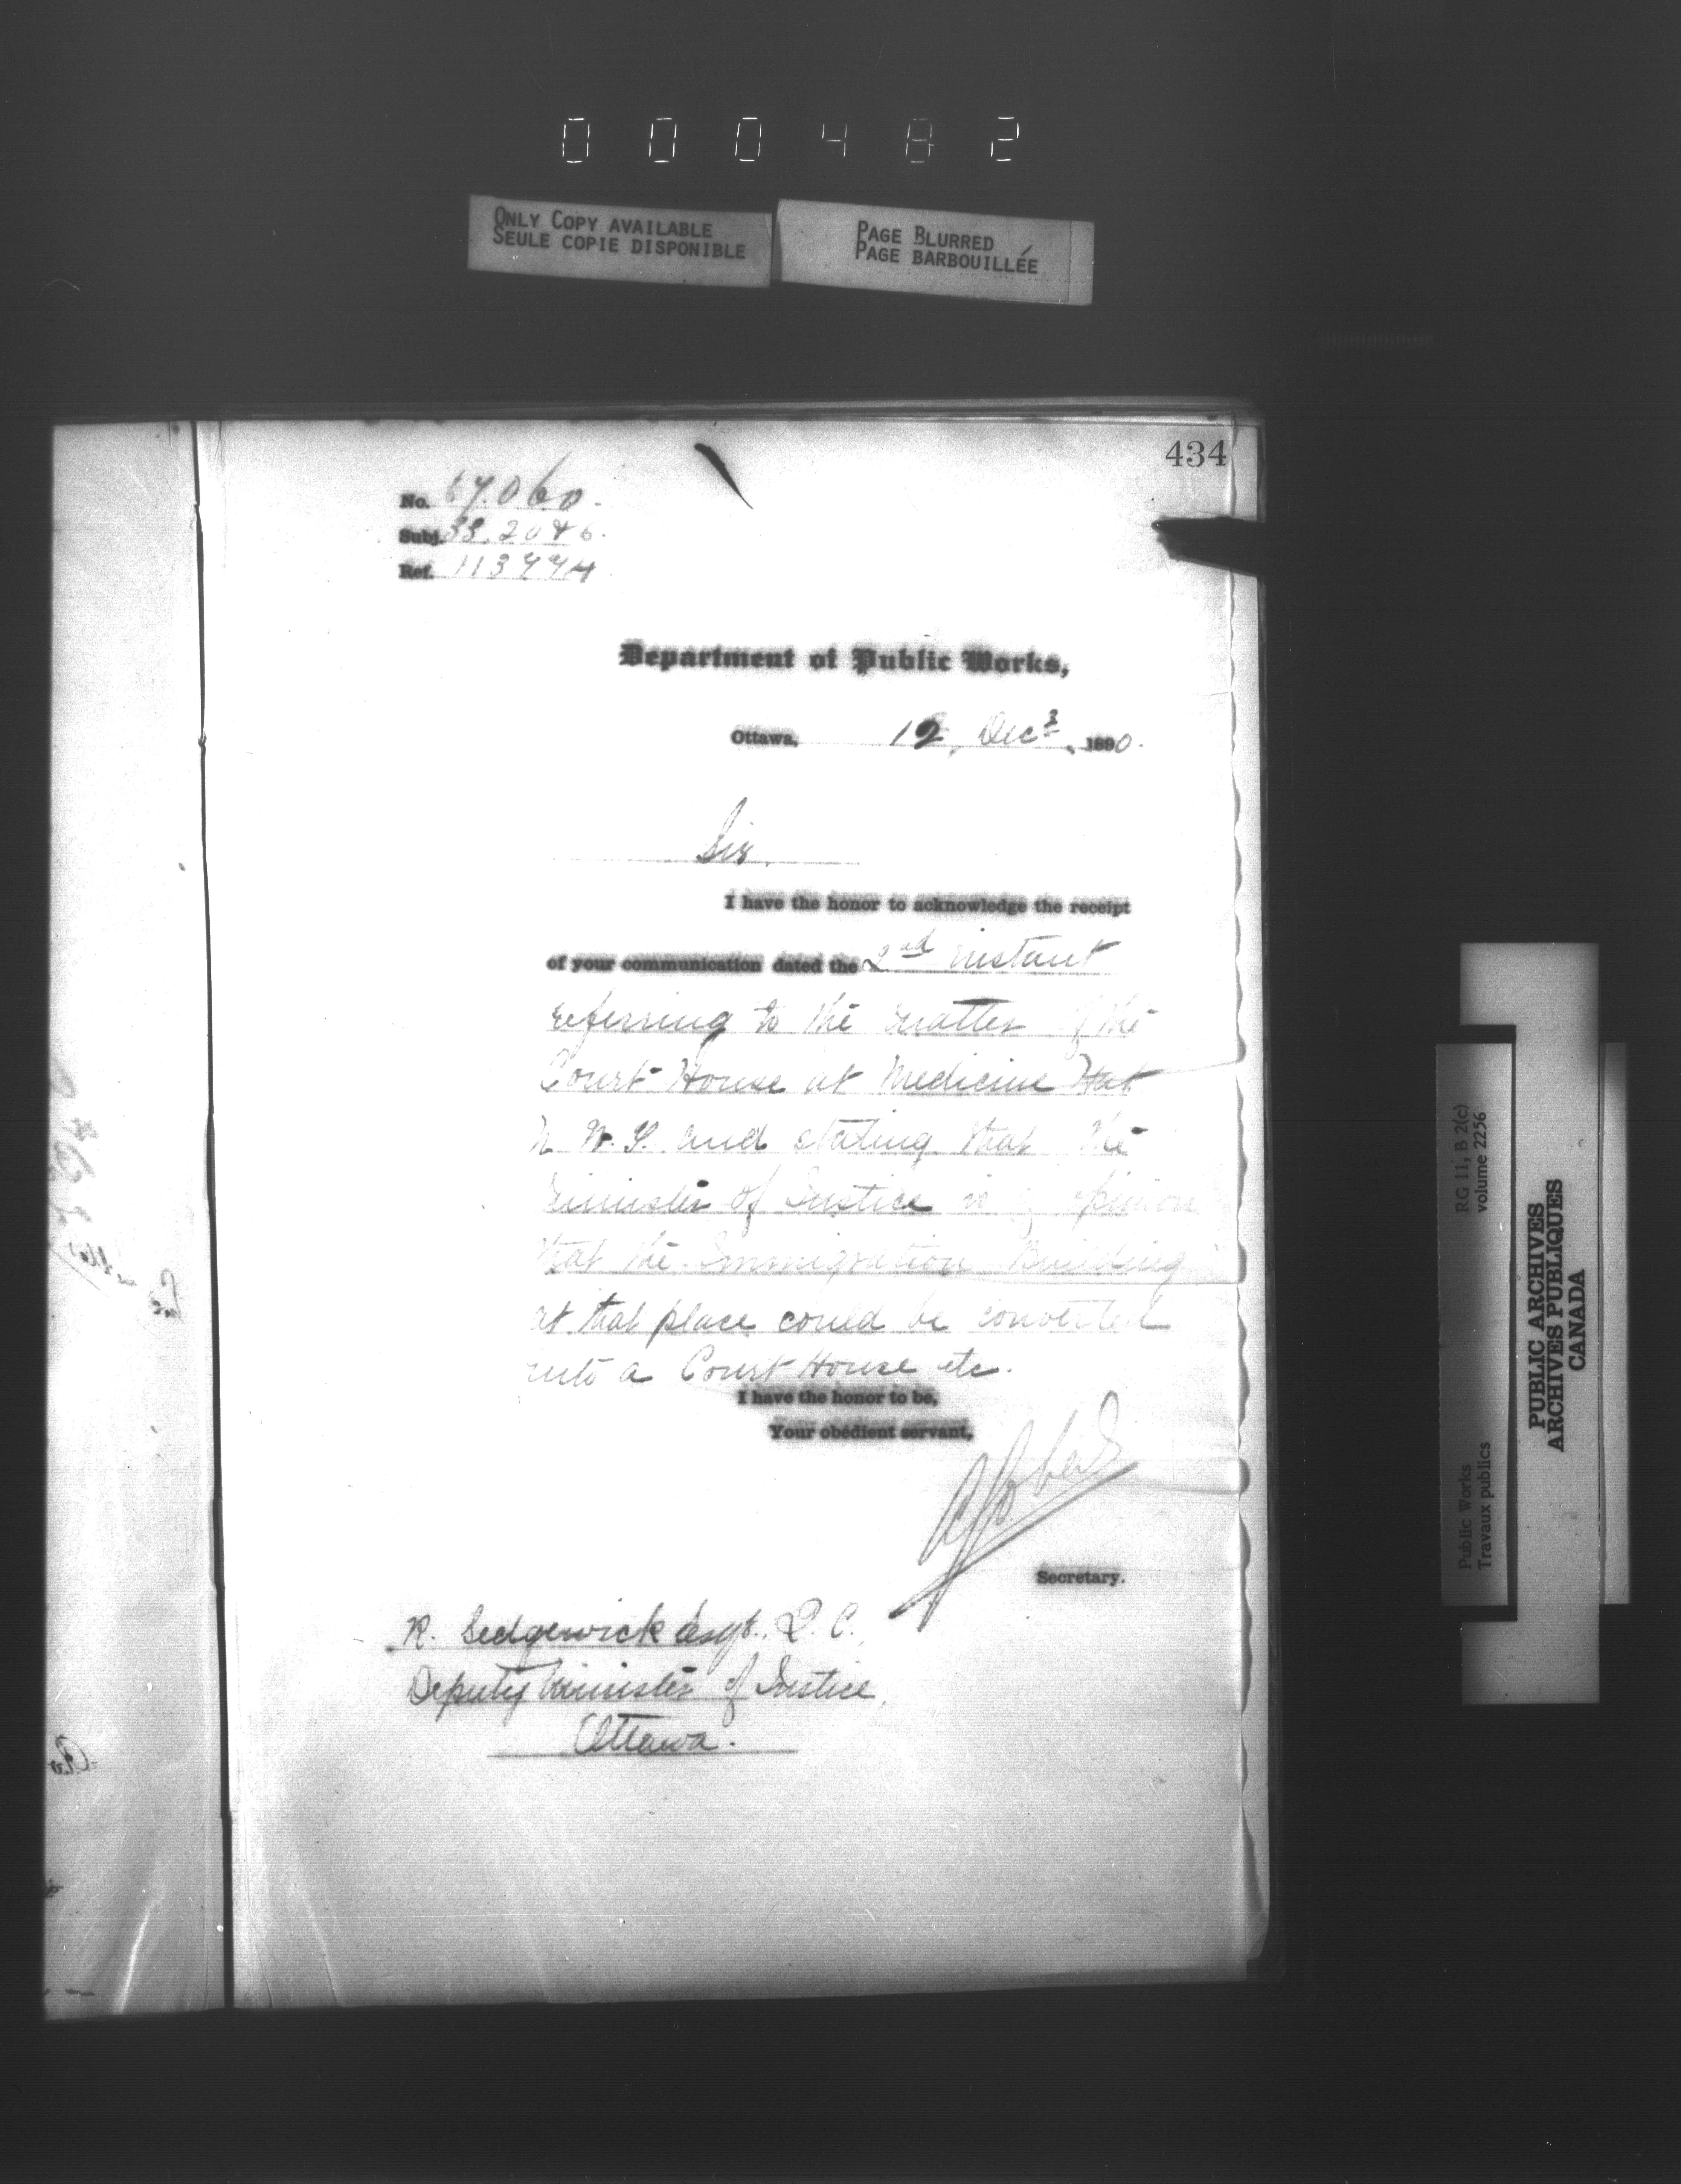 000482
ONLY COPY AVAILABLE
SEULE COPIE DISPONIBLE
PAGE BLURRED
PAGE BARBOUILLÉE
434
No. 67.060.
Subj.
Ref.
Department of Public Works,
Ottawa, 12, Dec 1890.
Sir,
I have the honor to acknowledge the receipt
of your communication dated the 2nd instant
referring to the matter of the
Court House at Medicine Hat
N. W. T. and stating that the
Minister of Justice is of opinion
that the Immigration Building
at that place could be converted
into a Court House etc.
I have the honor to be,
Your obedient servant,
Secretary.
R. Sedgewick Esqr. Q. C.
Deputy Minister of Justice,
Ottawa.
Public Works
Travaux publics
RG 11, B 2(c)
volume 2256
PUBLIC ARCHIVES
ARCHIVES PUBLIQUES
CANADA